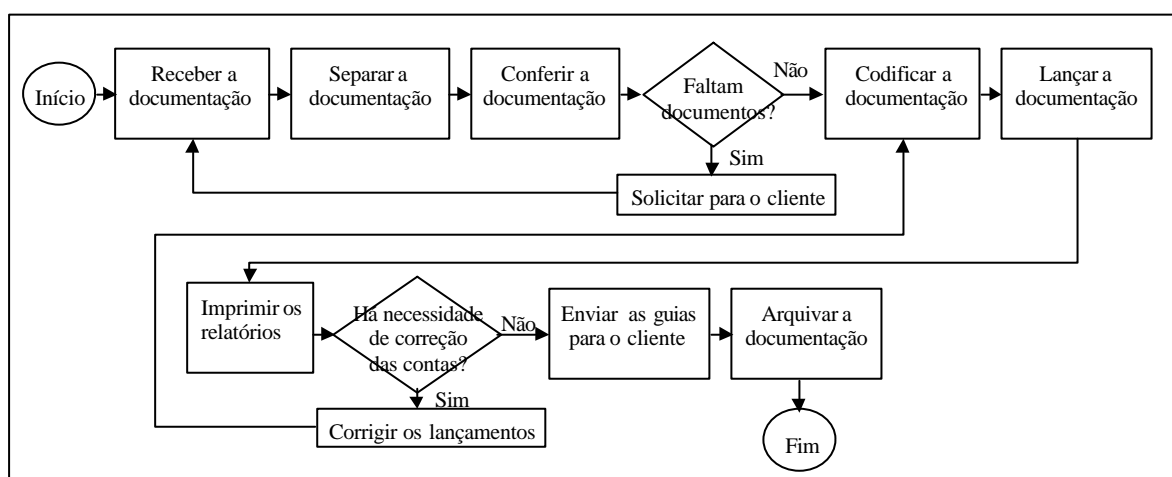 Início
Receber a
documentação
Separar a
documentação
Conferir a
documentação
Faltam
documentos?
Não
Codificar a
documentação
Lançar a
documentação
Sim
Solicitar para o cliente
Imprimir os
relatórios
Há necessidade
de correção
das contas?
Não
Enviar as guias
para o cliente
Arquivar a
documentação
Sim
Corrigir os lançamentos
Fim